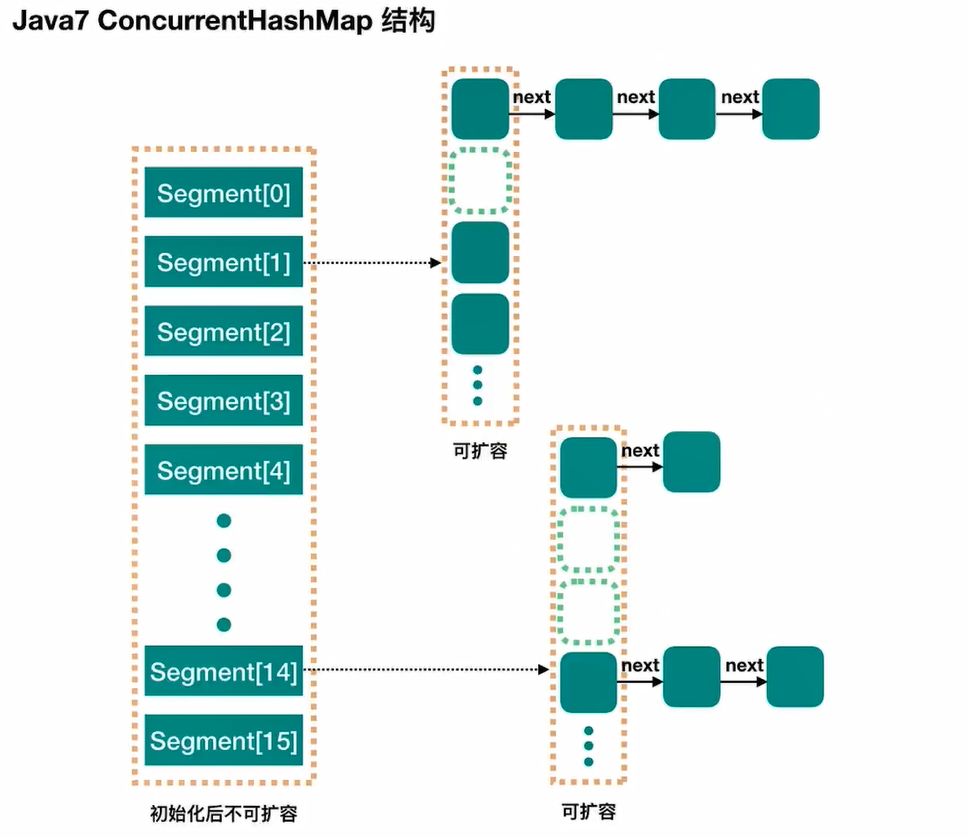 Java7 ConcurrentHashMap 结构
next next next
Segment[0]
Segment[1]
Segment[2]
Segment[3]
Segment[4]
可扩容
next
Segment[14]
next next
Segment[15]
初始化后不可扩容
可扩容